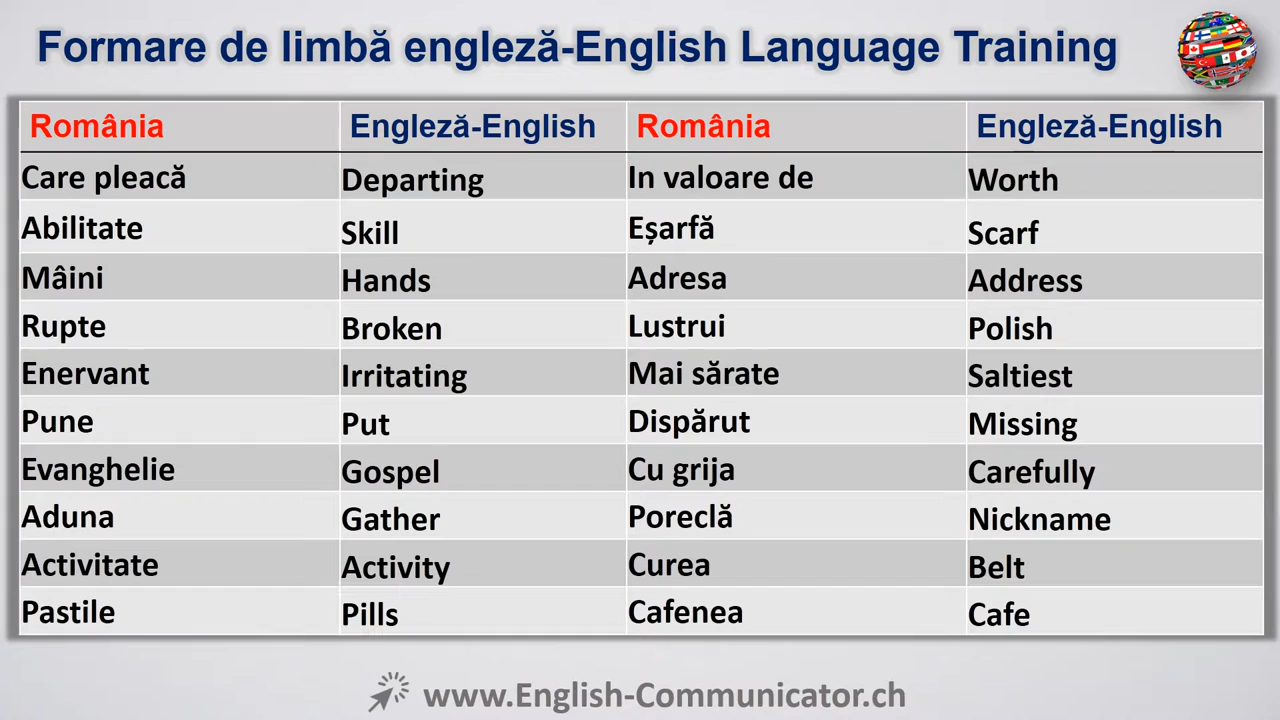 Formare de limbă engleză-English Language Training
România Engleză-English România Engleză-English
Care pleacă Departing In valoare de Worth
Abilitate Skill Eșarfă Scarf
Mâini Hands Adresa Address
Rupte Broken Lustrui Polish
Enervant Irritating Mai sărate Saltiest
Pune Put Dispărut Missing
Evanghelie Gospel Cu grija Carefully
Aduna Gather Poreclă Nickname
Activitate Activity Curea Belt
Pastile Pills Cafenea Cafe
www.English-Communicator.ch